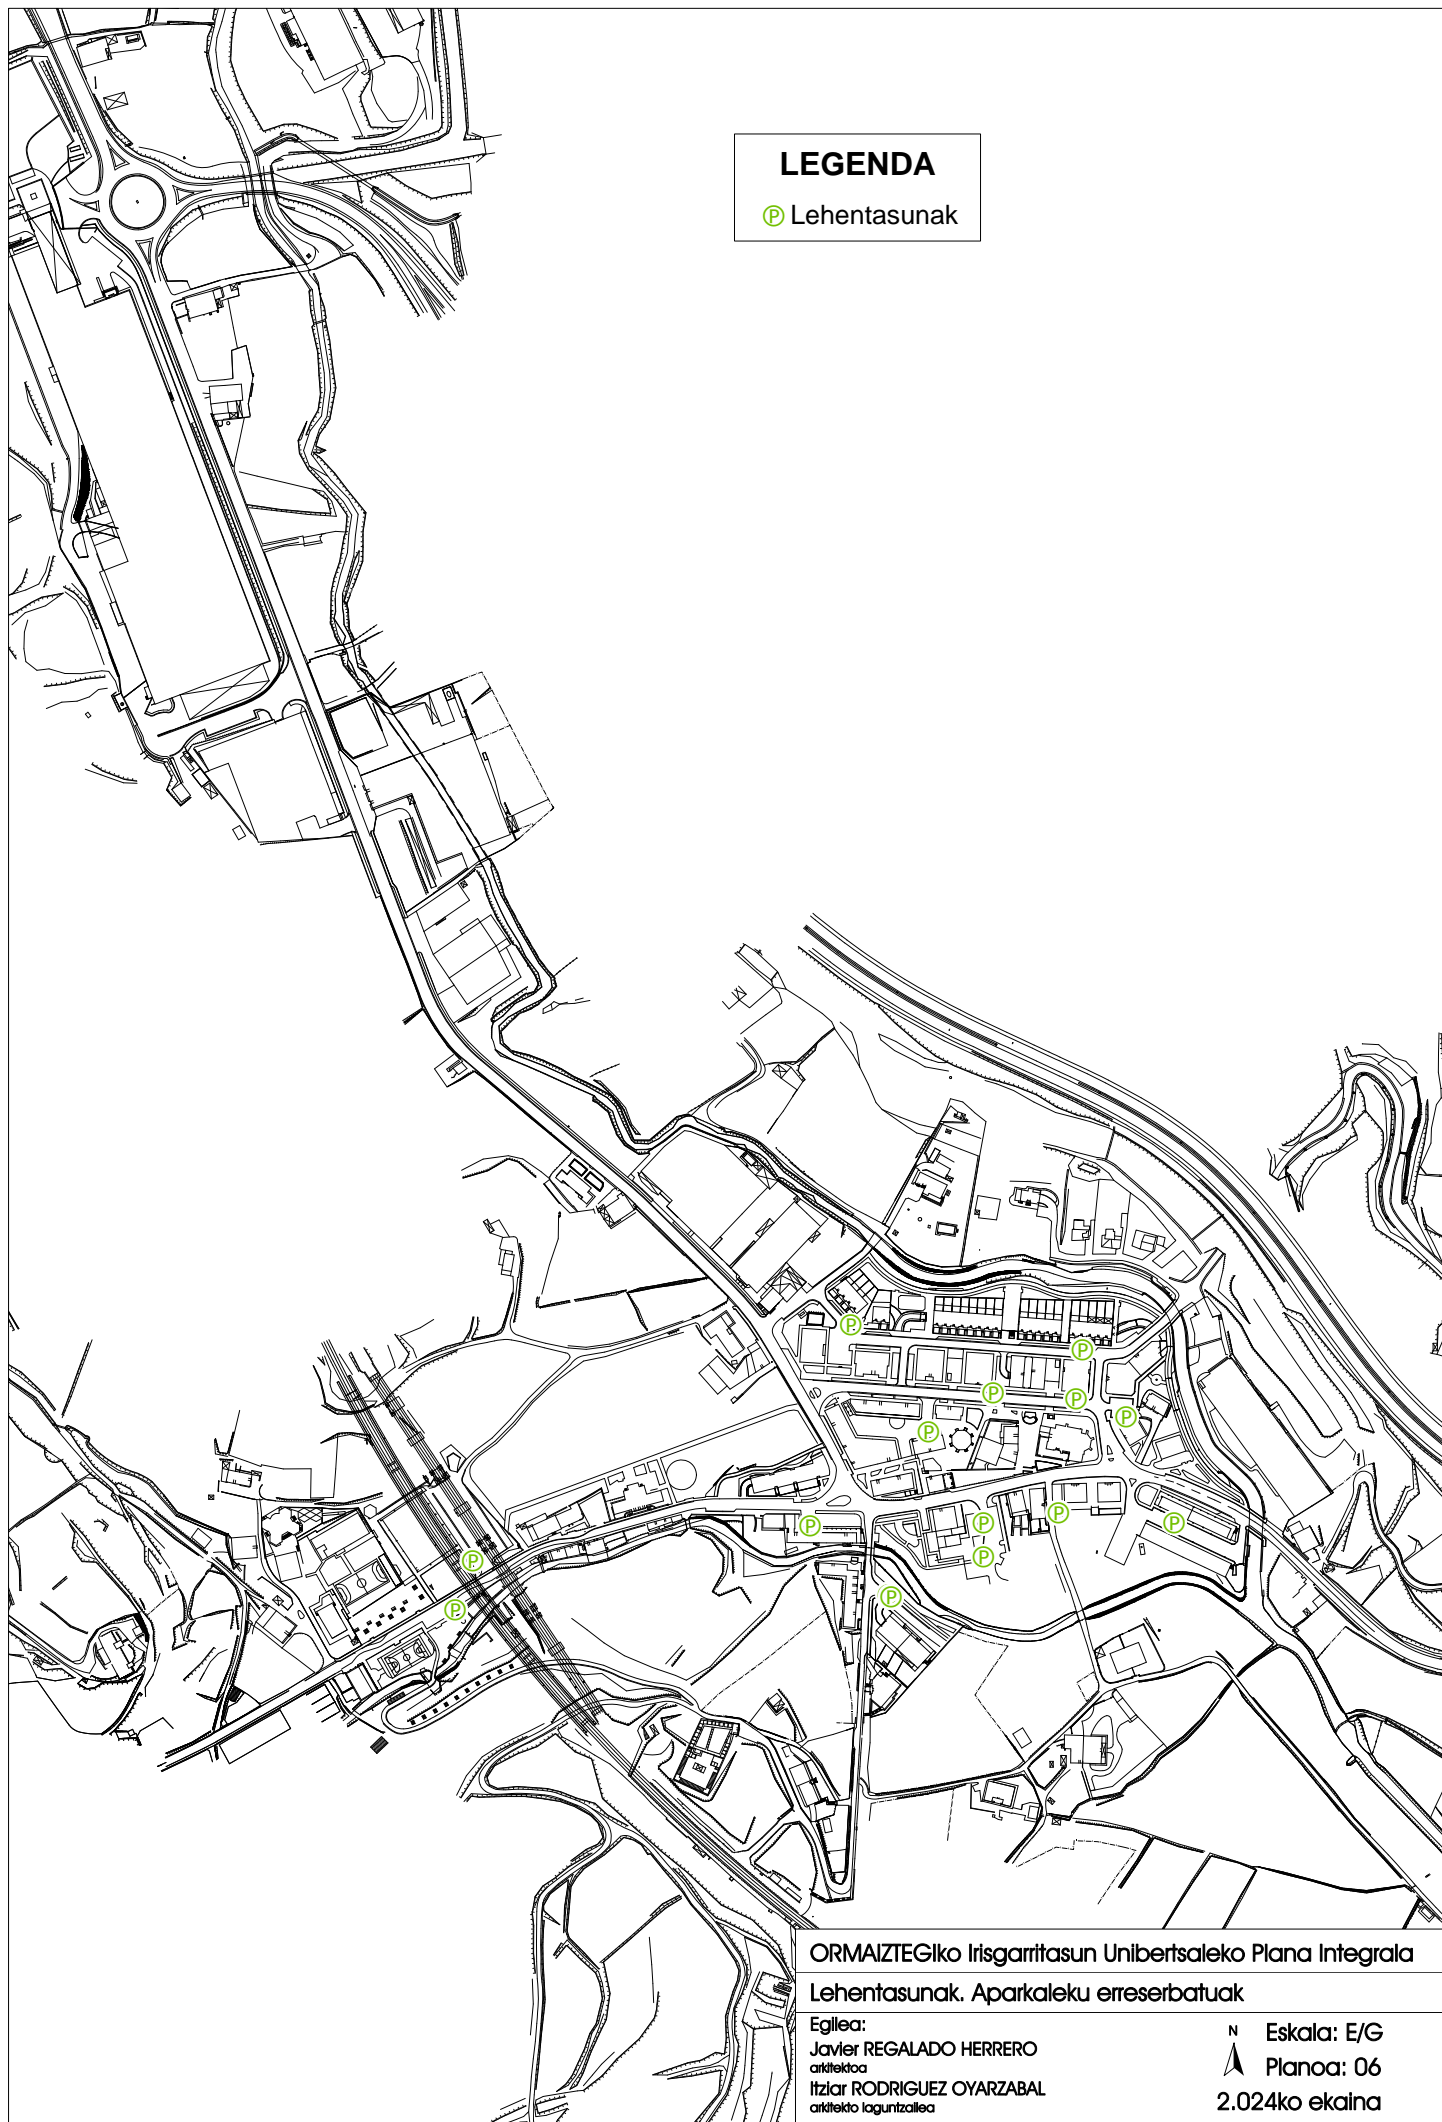 LEGENDA
Ⓟ Lehentasunak
Ⓟ
Ⓟ
Ⓟ
Ⓟ
Ⓟ
Ⓟ
Ⓟ
Ⓟ
Ⓟ
Ⓟ
Ⓟ
Ⓟ
Ⓟ
Ⓟ
ORMAIZTEGIko Irisgarritasun Unibertsaleko Plana Integrala
Lehentasunak. Aparkaleku erreserbatuak
Egilea:
Javier REGALADO HERRERO
arkitektoa
Itziar RODRIGUEZ OYARZABAL
arkitekto laguntzailea
N
Eskala: E/G
Planoa: 06
2.024ko ekaina